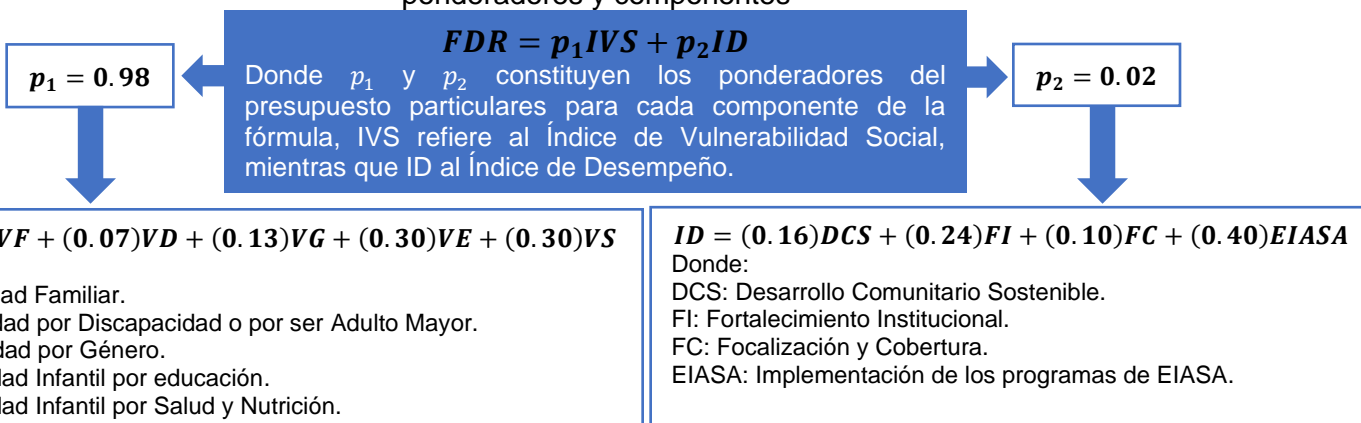 ponderadores y componentes
FDR = p₁IVS + p₂ID
Donde p₁ y p₂ constituyen los ponderadores del
presupuesto particulares para cada componente de la
fórmula, IVS refiere al Índice de Vulnerabilidad Social,
mientras que ID al Índice de Desempeño.
p₁ = 0.98
p₂ = 0.02
VF + (0.07)VD + (0.13)VG + (0.30)VE + (0.30)VS
ad Familiar.
dad por Discapacidad o por ser Adulto Mayor.
dad por Género.
dad Infantil por educación.
dad Infantil por Salud y Nutrición.
ID = (0.16)DCS + (0.24)FI + (0.10)FC + (0.40)EIASA
Donde:
DCS: Desarrollo Comunitario Sostenible.
FI: Fortalecimiento Institucional.
FC: Focalización y Cobertura.
EIASA: Implementación de los programas de EIASA.